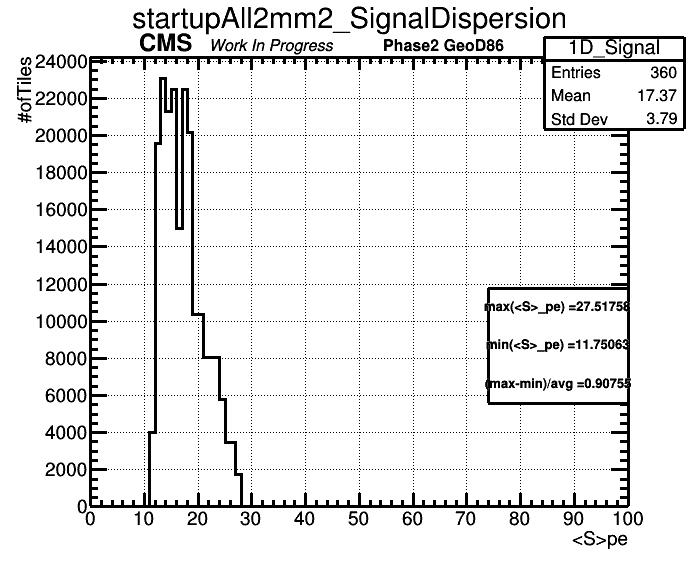 startupAll2mm2_SignalDispersion
CMS Work In Progress Phase2 GeoD86
1D_Signal
Entries 360
Mean 17.37
Std Dev 3.79
#ofTiles
24000
22000
20000
18000
16000
14000
12000
10000
8000
6000
4000
2000
0
max(<S>_pe) =27.51758
min(<S>_pe) =11.75063
(max-min)/avg =0.90755
0 10 20 30 40 50 60 70 80 90 100
<S>pe